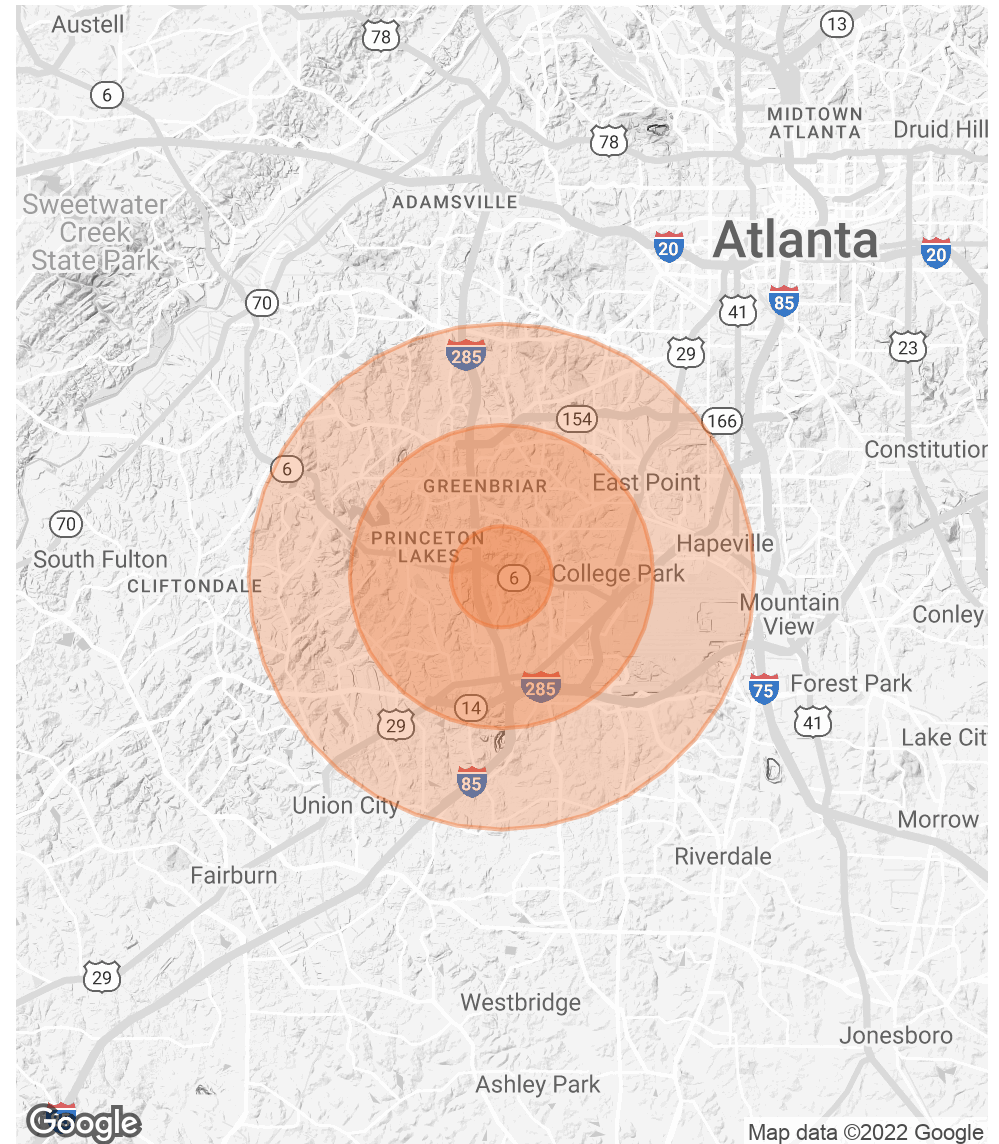 Austell
78
13
6
MIDTOWN
ATLANTA
Druid Hill
78
Sweetwater
Creek
State Park
ADAMSVILLE
Atlanta
20
20
70
85
41
29
23
285
154
166
Constitution
6
GREENBRIAR
East Point
70
PRINCETON
LAKES
Hapeville
South Fulton
CLIFTONDALE
6
College Park
Mountain
View
Conley
285
75
Forest Park
14
29
41
Lake Cit
85
Union City
Morrow
Riverdale
Fairburn
29
Westbridge
Jonesboro
Ashley Park
Google
Map data ©2022 Google